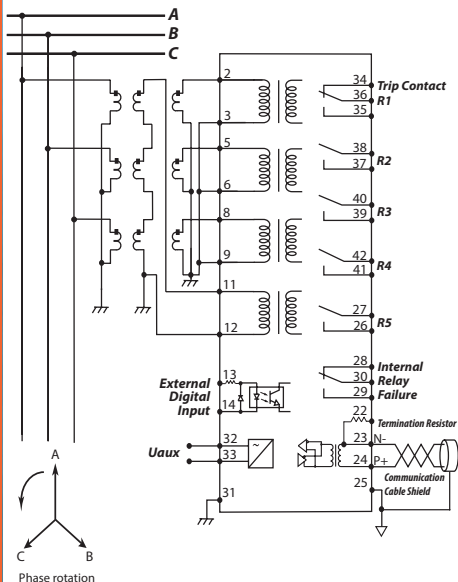 A
B
C
2
34
Trip Contact
36
R1
3
35
5
38
37
R2
6
40
39
R3
8
9
42
41
R4
11
27
26
R5
12
28
Internal
30
Relay
29
Failure
External
Digital
Input
13
14
22
Termination Resistor
23
N-
24
P+
Communication
Cable Shield
25
Uaux
32
33
~
31
A
C
B
Phase rotation